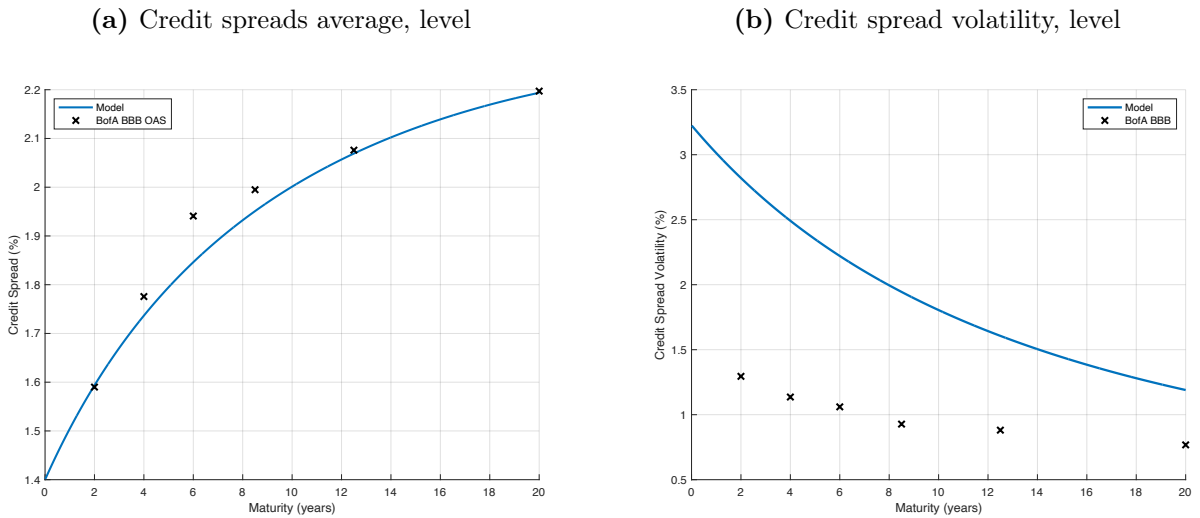 (a) Credit spreads average, level
2.2
2.1
2
1.9
1.8
1.7
1.6
1.5
1.4
Credit Spread (%)
Model
BofA BBB OAS
0 2 4 6 8 10 12 14 16 18 20
Maturity (years)
(b) Credit spread volatility, level
3.5
3
2.5
2
1.5
1
0.5
Credit Spread Volatility (%)
Model
BofA BBB
0 2 4 6 8 10 12 14 16 18 20
Maturity (years)